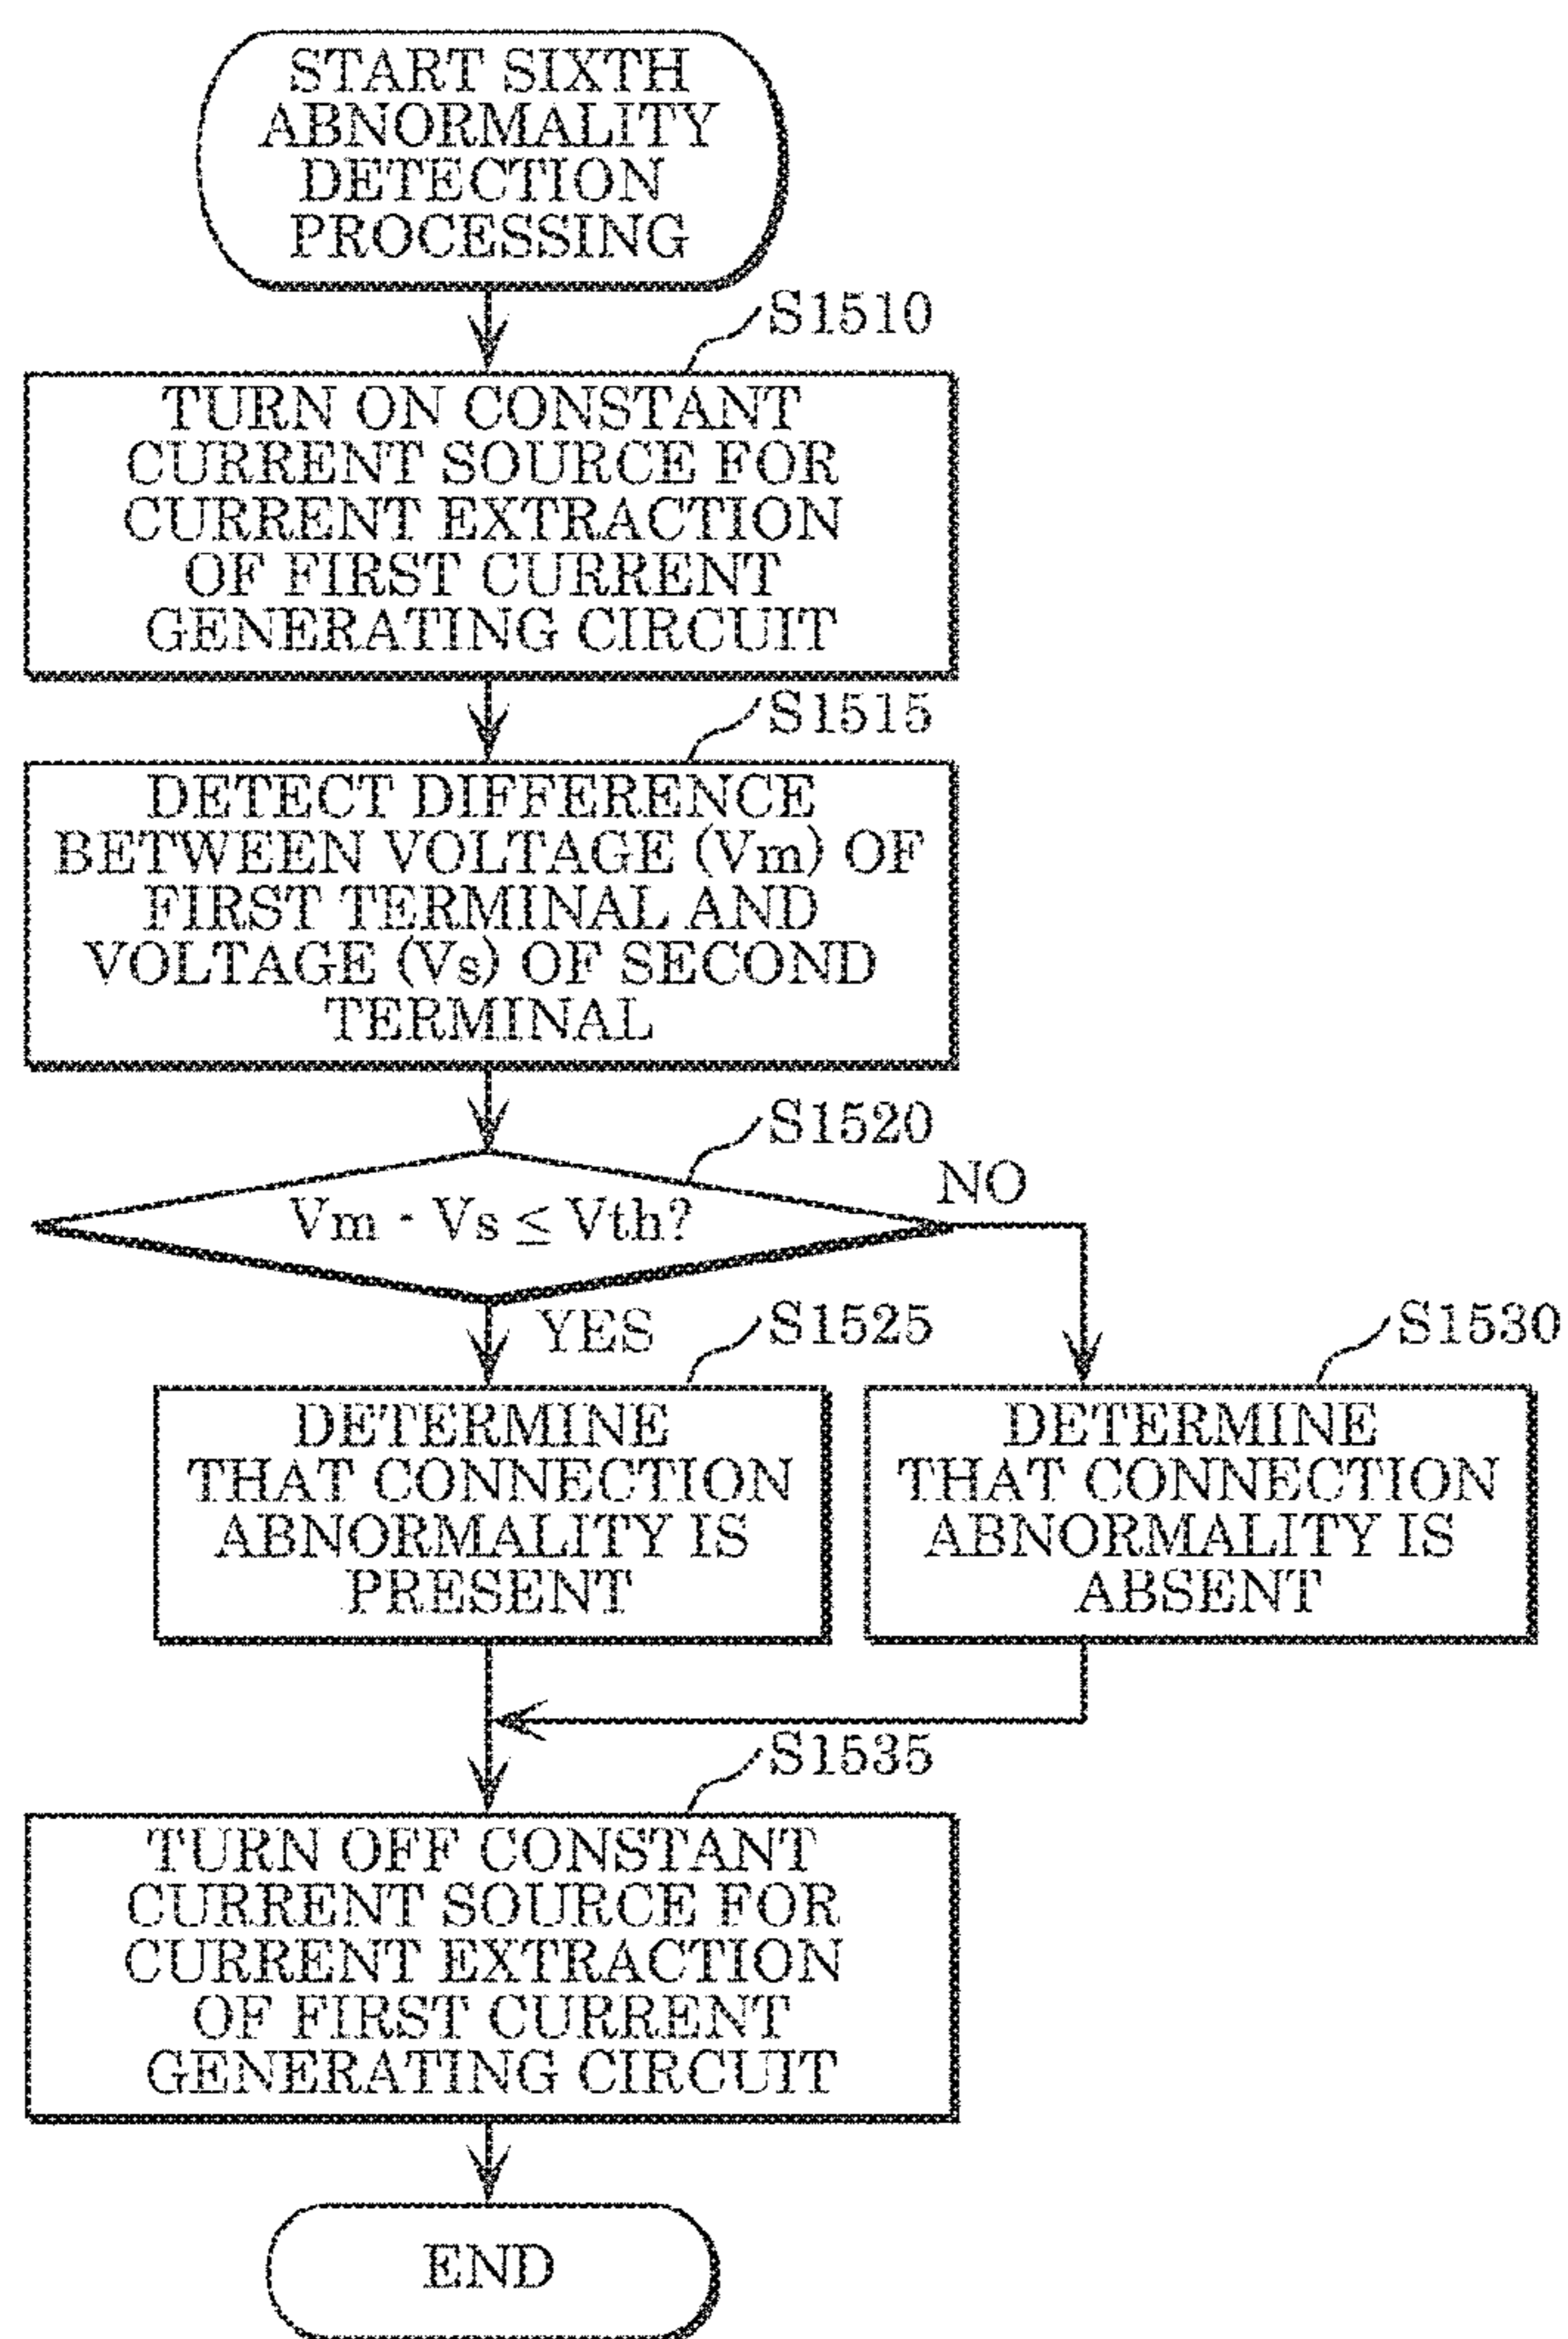 START SIXTH
ABNORMALITY
DETECTION
PROCESSING
S1510
TURN ON CONSTANT
CURRENT SOURCE FOR
CURRENT EXTRACTION
OF FIRST CURRENT
GENERATING CIRCUIT
S1515
DETECT DIFFERENCE
BETWEEN VOLTAGE (Vm) OF
FIRST TERMINAL AND
VOLTAGE (Vs) OF SECOND
TERMINAL
S1520
Vm - Vs ≤ Vth?
NO
YES
S1525
DETERMINE
THAT CONNECTION
ABNORMALITY IS
PRESENT
S1530
DETERMINE
THAT CONNECTION
ABNORMALITY IS
ABSENT
S1535
TURN OFF CONSTANT
CURRENT SOURCE FOR
CURRENT EXTRACTION
OF FIRST CURRENT
GENERATING CIRCUIT
END